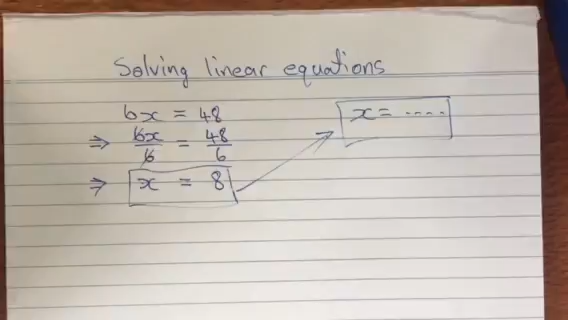 Solving linear equations
6x = 48
⇒ 6x/6 = 48/6
⇒ x = 8
x = ....